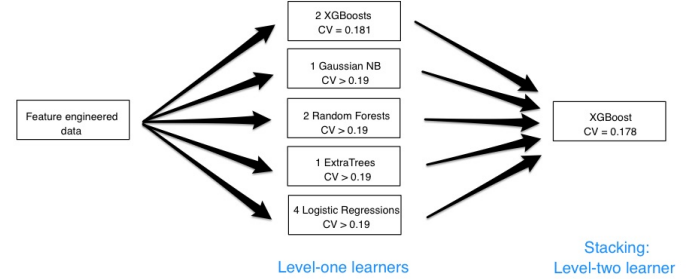 2 XGBoosts
CV = 0.181
1 Gaussian NB
CV > 0.19
Feature engineered
data
2 Random Forests
CV > 0.19
XGBoost
CV = 0.178
1 ExtraTrees
CV > 0.19
4 Logistic Regressions
CV > 0.19
Level-one learners
Stacking:
Level-two learner